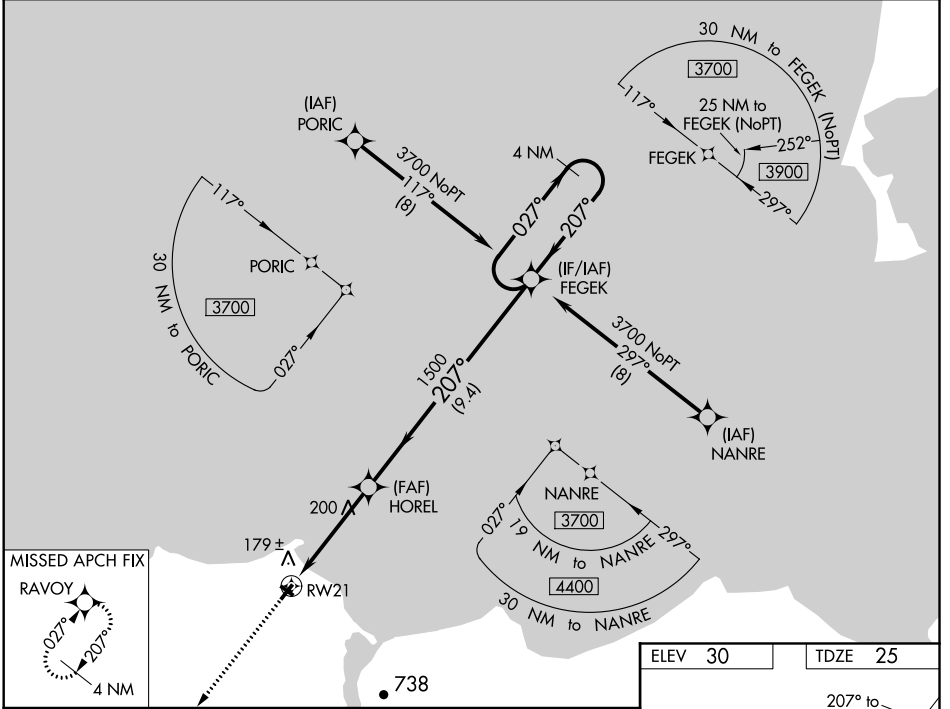 30 NM to FEGEK (NoPT)
3700
117°
25 NM to
FEGEK (NoPT)
252°
FEGEK
3900
297°
(IAF)
PORIC
3700 NoPT
117°
(8)
4 NM
027°
207°
(IF/IAF)
FEGEK
117°
PORIC
3700
30 NM to PORIC
027°
3700 NoPT
297°
(8)
(IAF)
NANRE
1500
207°
(9.4)
(FAF)
HOREL
200
179 ±
RW21
NANRE
3700
027°
297°
19 NM to NANRE
4400
30 NM to NANRE
MISSED APCH FIX
RAVOY
027°
207°
4 NM
738
ELEV 30
TDZE 25
207° to